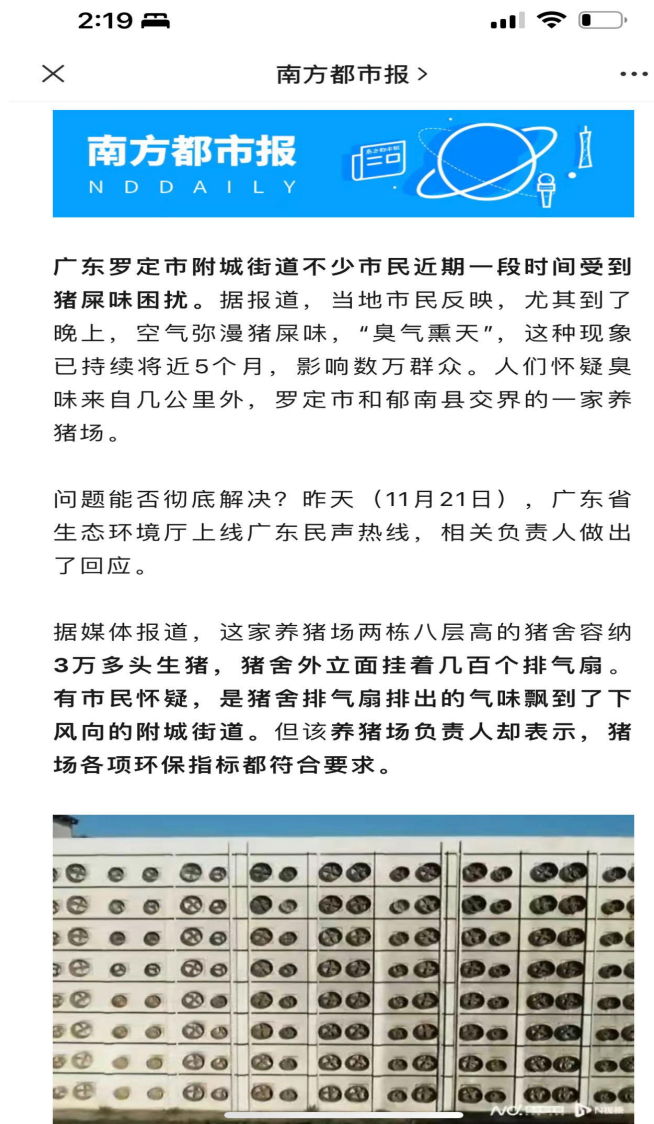 2:19
南方都市报
南方都市报
NDDAILY
广东罗定市附城街道不少市民近期一段时间受到
猪屎味困扰。据报道，当地市民反映，尤其到了
晚上，空气弥漫猪屎味，“臭气熏天”，这种现象
已持续将近5个月，影响数万群众。人们怀疑臭
味来自几公里外，罗定市和郁南县交界的一家养
猪场。
问题能否彻底解决？昨天（11月21日），广东省
生态环境厅上线广东民声热线，相关负责人做出
了回应。
据媒体报道，这家养猪场两栋八层高的猪舍容纳
3万多头生猪，猪舍外立面挂着几百个排气扇。
有市民怀疑，是猪舍排气扇排出的气味飘到了下
风向的附城街道。但该养猪场负责人却表示，猪
场各项环保指标都符合要求。